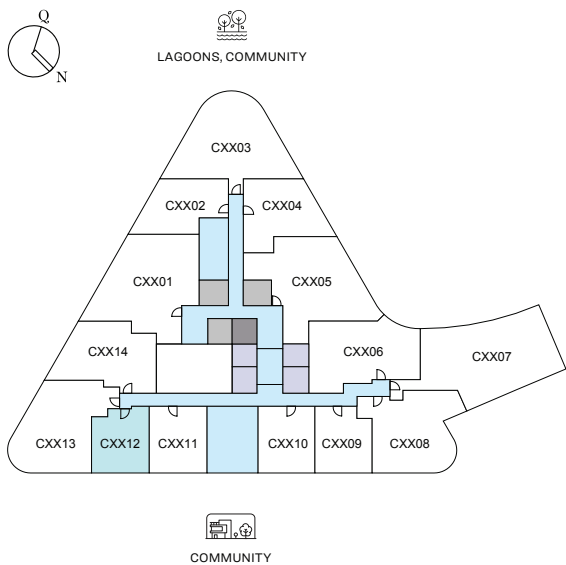 Q
N
LAGOONS, COMMUNITY
CXX03
CXX02
CXX04
CXX01
CXX05
CXX14
CXX06
CXX07
CXX13
CXX12
CXX11
CXX10
CXX09
CXX08
COMMUNITY